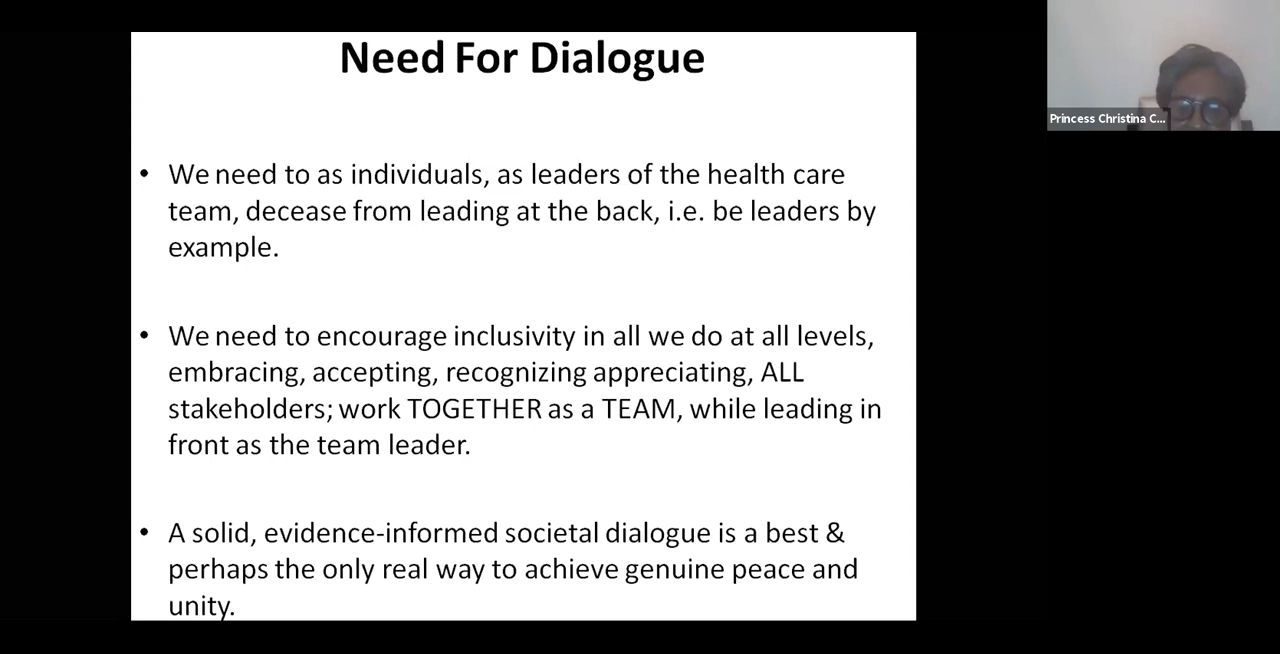 Need For Dialogue
Princess Christina C...
• We need to as individuals, as leaders of the health care
team, decease from leading at the back, i.e. be leaders by
example.
• We need to encourage inclusivity in all we do at all levels,
embracing, accepting, recognizing appreciating, ALL
stakeholders; work TOGETHER as a TEAM, while leading in
front as the team leader.
• A solid, evidence-informed societal dialogue is a best &
perhaps the only real way to achieve genuine peace and
unity.